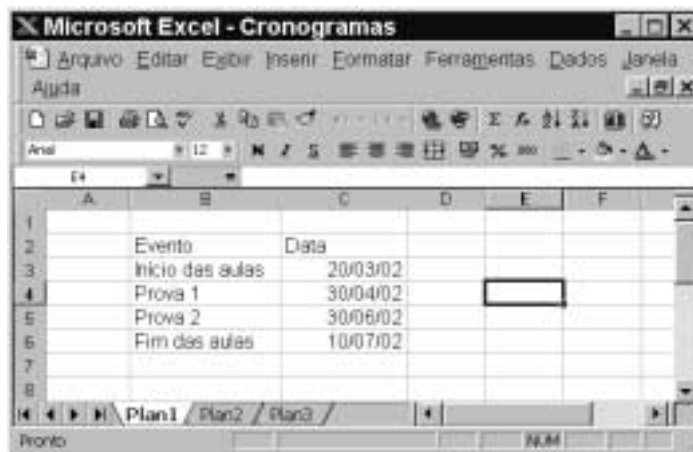 Microsoft Excel - Cronogramas
Arquivo Editar Exibir Inserir Formatar Ferramentas Dados Janela
Ajuda
Arial 12 N I S % 000
E4 =
A B C D E F
1
2 Evento Data
3 Início das aulas 20/03/02
4 Prova 1 30/04/02
5 Prova 2 30/06/02
6 Fim das aulas 10/07/02
7
8
Plan1 Plan2 Plan3
Pronto NUM